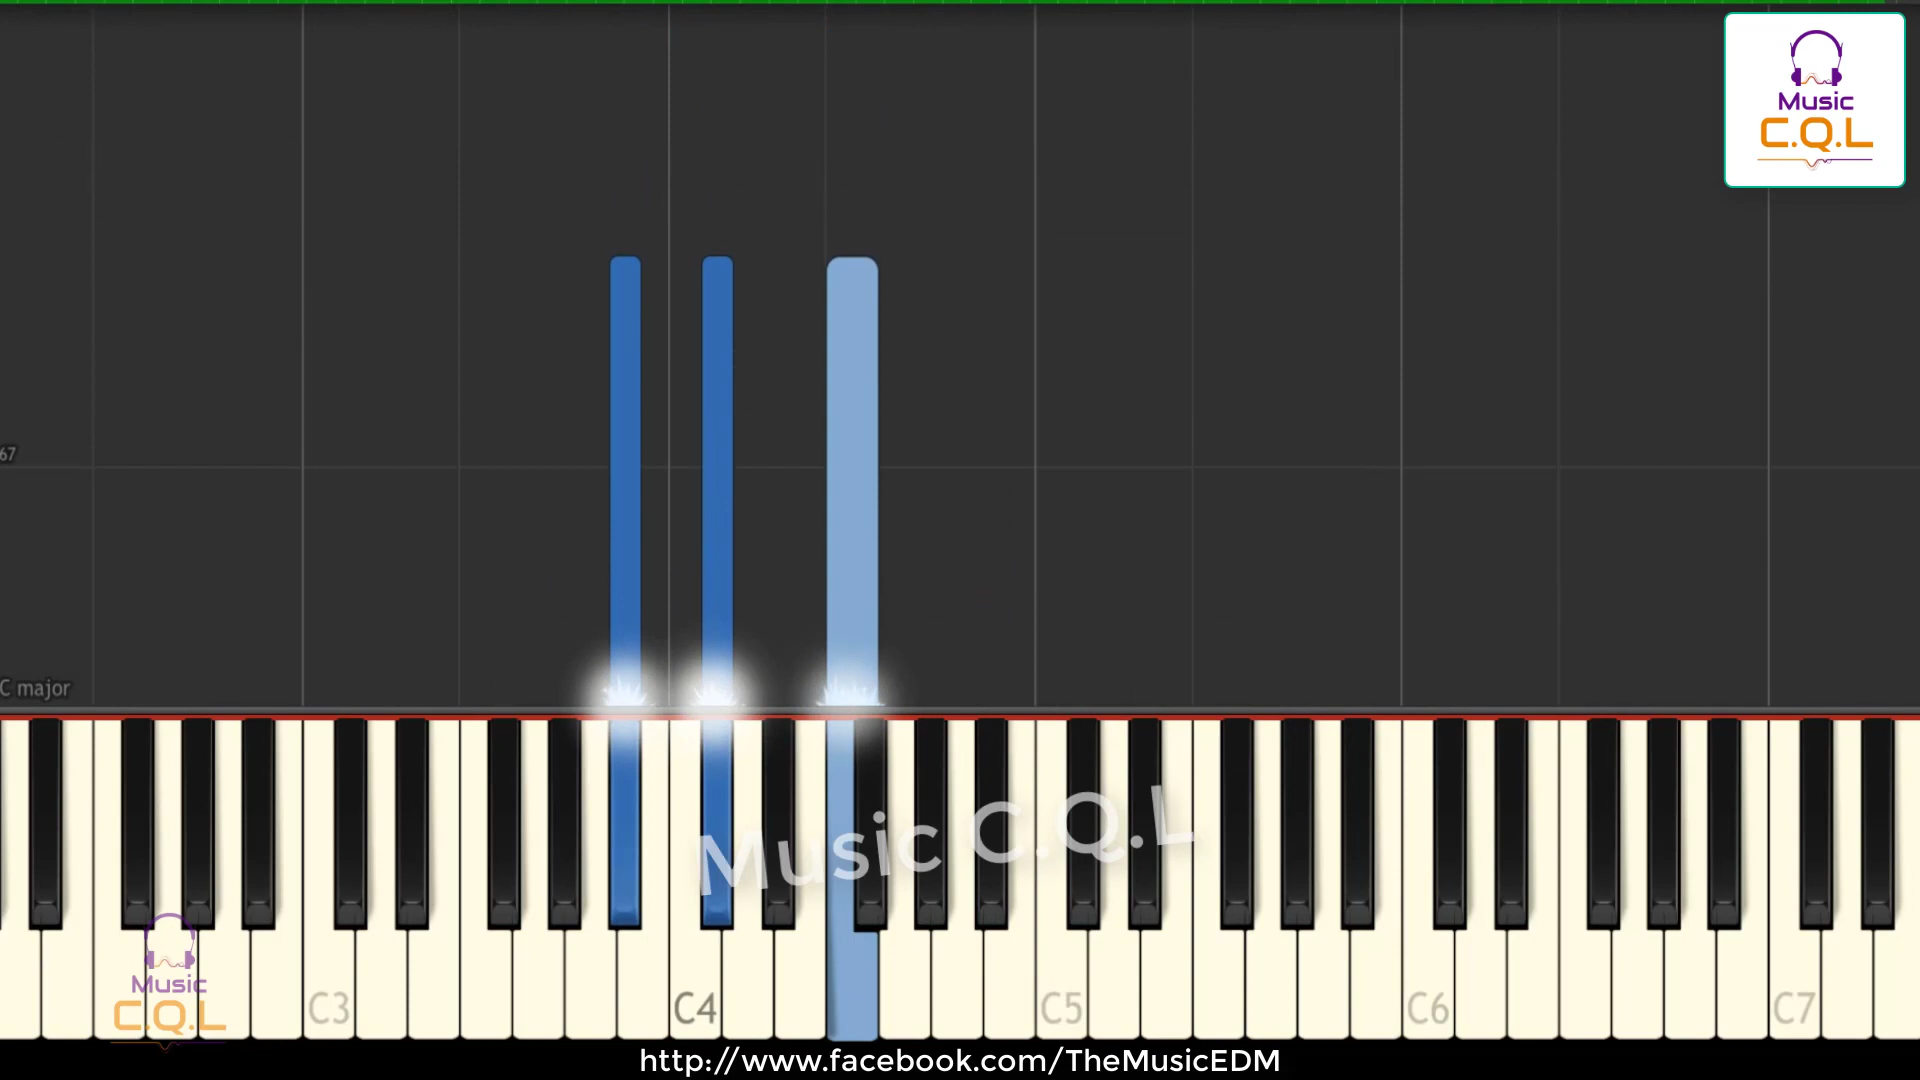 Music
C.Q.L
67
C major
Music C.Q.L
Music
C.Q.L
C3
C4
C5
C6
C7
http://www.facebook.com/TheMusicEDM